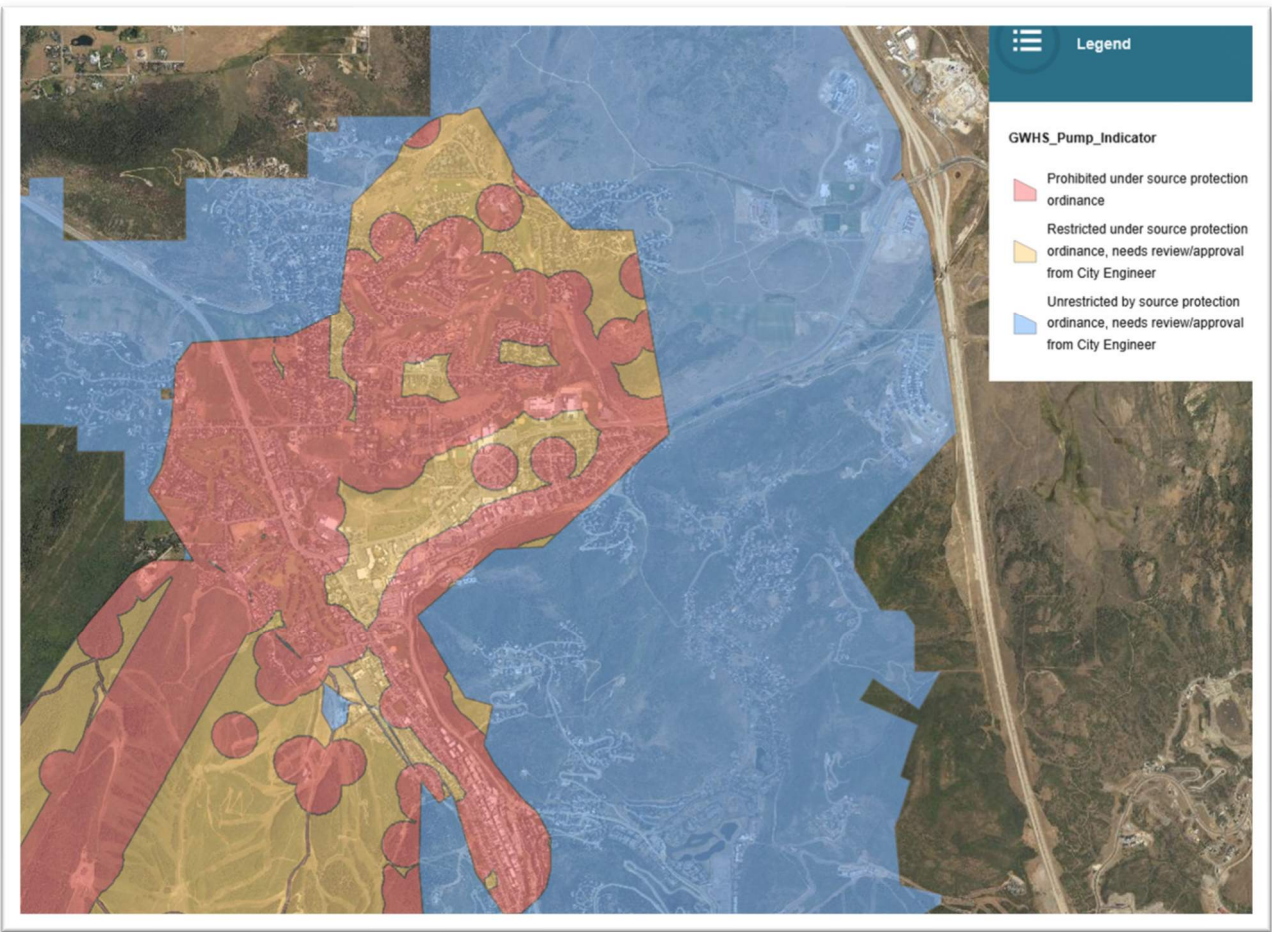 Legend
GWHS_Pump_Indicator
Prohibited under source protection
ordinance
Restricted under source protection
ordinance, needs review/approval
from City Engineer
Unrestricted by source protection
ordinance, needs review/approval
from City Engineer